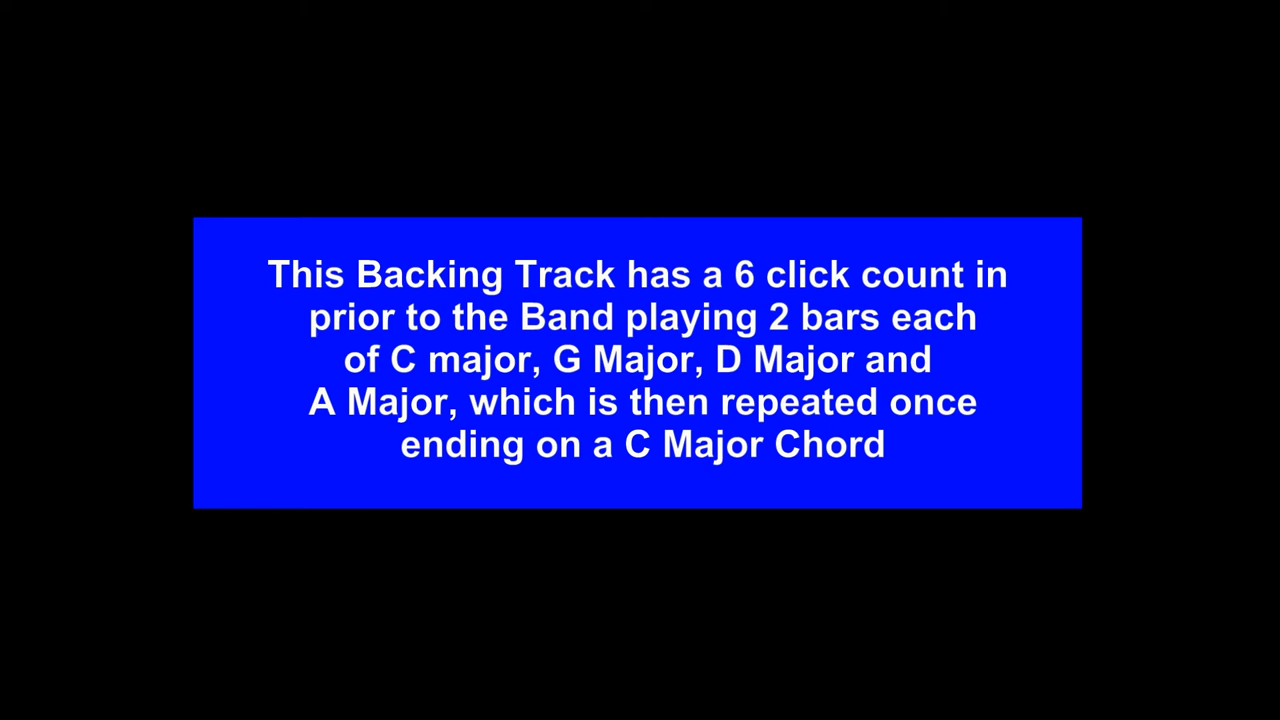 This Backing Track has a 6 click count in
prior to the Band playing 2 bars each
of C major, G Major, D Major and
A Major, which is then repeated once
ending on a C Major Chord